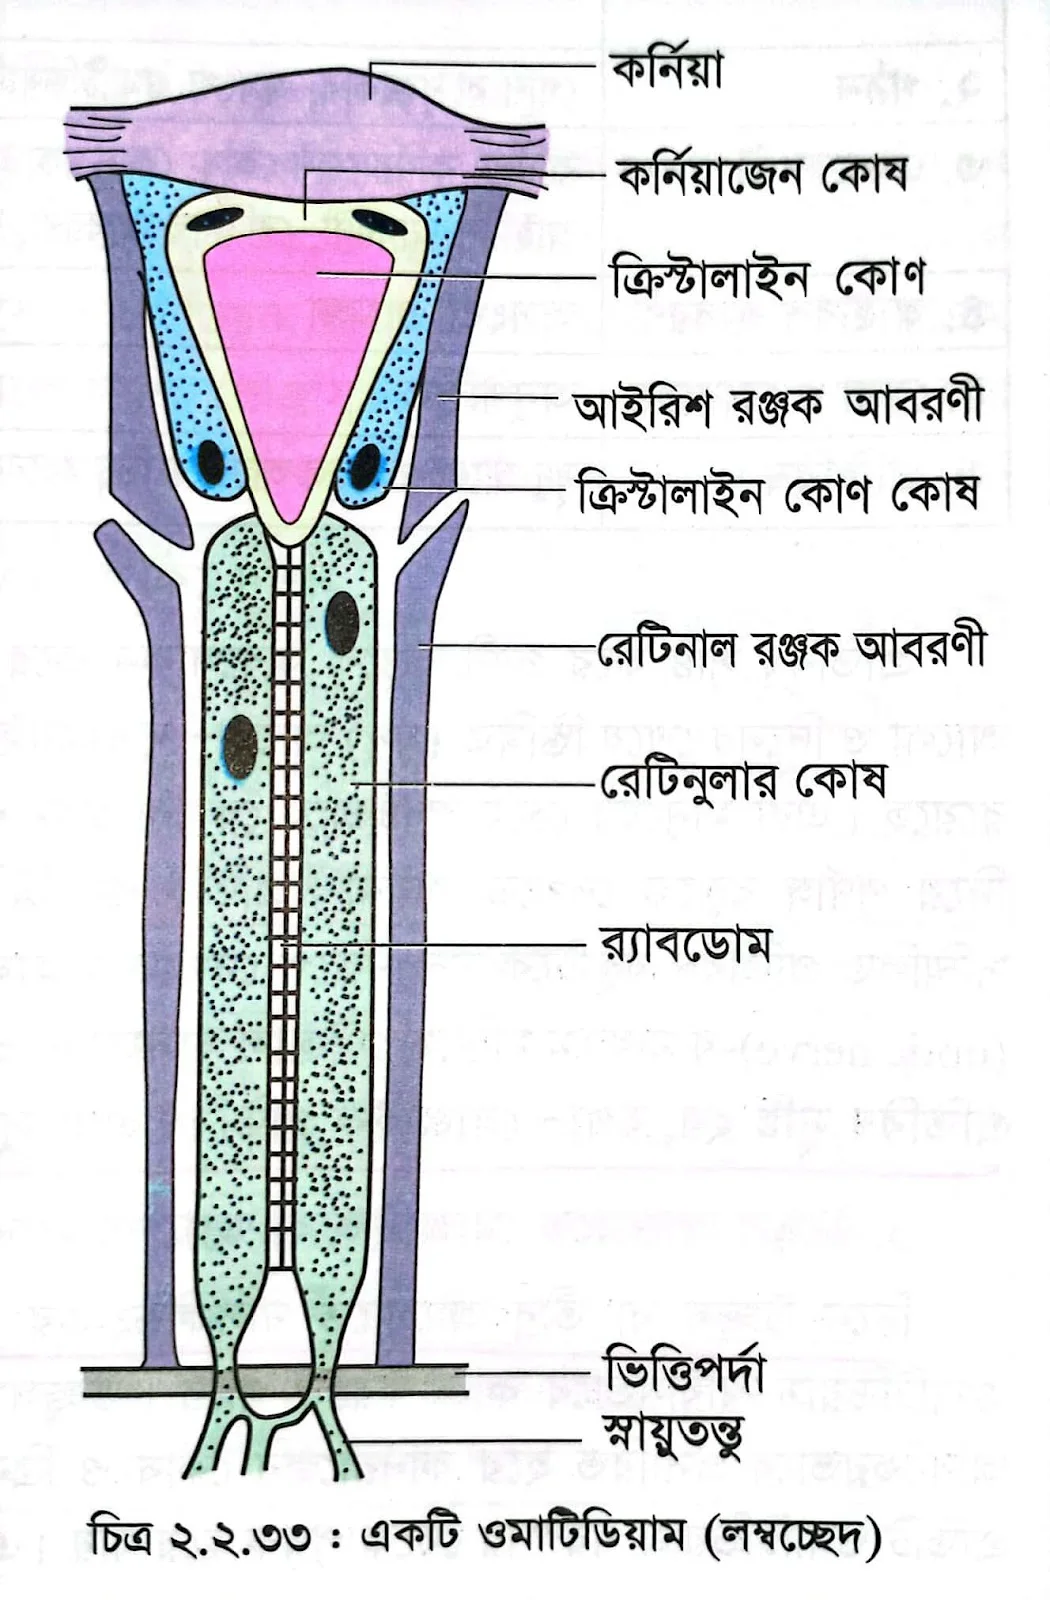 কর্নিয়া
কর্নিয়াজেন কোষ
ক্রিস্টালাইন কোণ
আইরিশ রঞ্জক আবরণী
ক্রিস্টালাইন কোণ কোষ
রেটিনাল রঞ্জক আবরণী
রেটিনুলার কোষ
র‍্যাবডোম
ভিত্তিপর্দা
স্নায়ুতন্তু
চিত্র ২.২.৩৩ : একটি ওমাটিডিয়াম (লম্বচ্ছেদ)